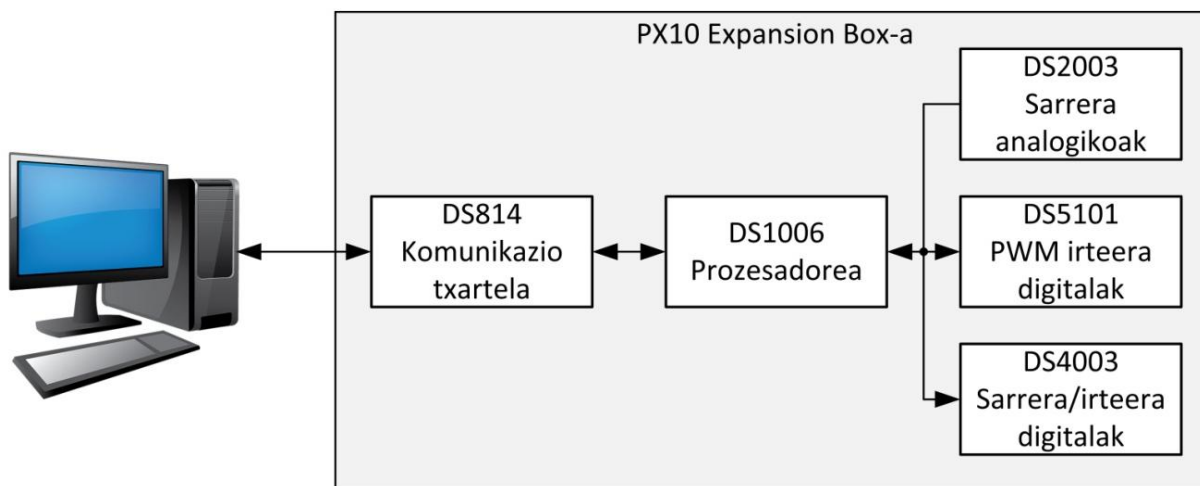 PX10 Expansion Box-a
DS814
Komunikazio
txartela
DS1006
Prozesadorea
DS2003
Sarrera
analogikoak
DS5101
PWM irteera
digitalak
DS4003
Sarrera/irteera
digitalak